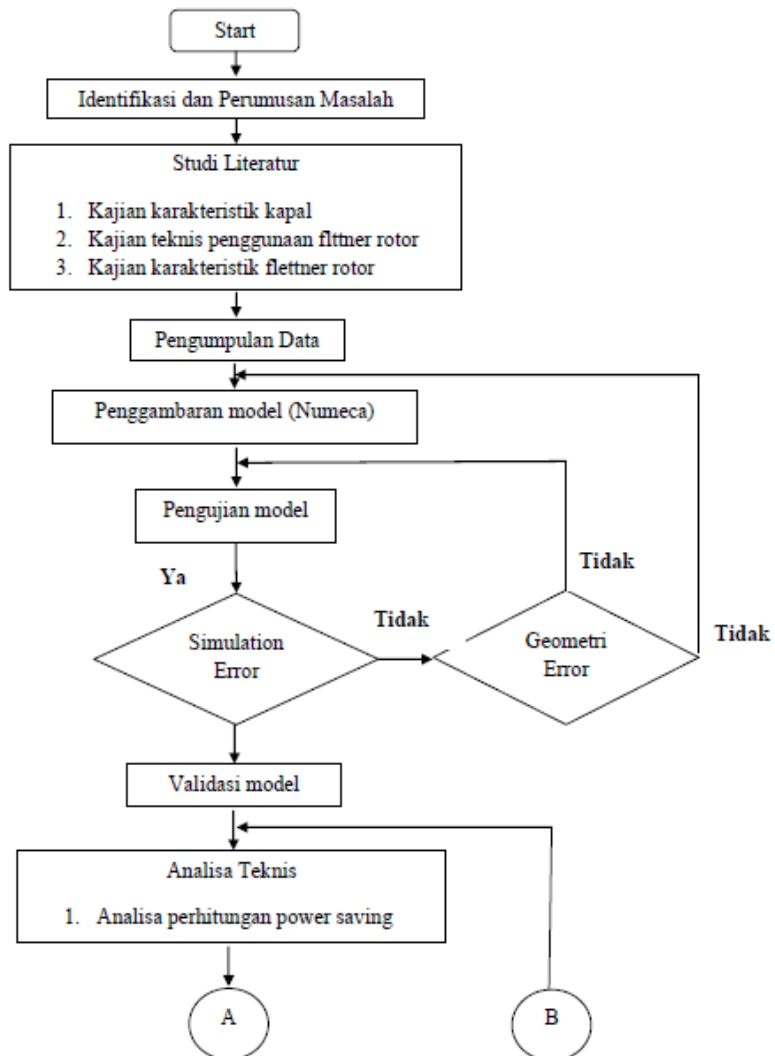 Start
Identifikasi dan Perumusan Masalah
Studi Literatur
1. Kajian karakteristik kapal
2. Kajian teknis penggunaan flttner rotor
3. Kajian karakteristik flettner rotor
Pengumpulan Data
Penggambaran model (Numeca)
Pengujian model
Ya
Tidak
Simulation
Error
Tidak
Geometri
Error
Tidak
Validasi model
Analisa Teknis
1. Analisa perhitungan power saving
A
B